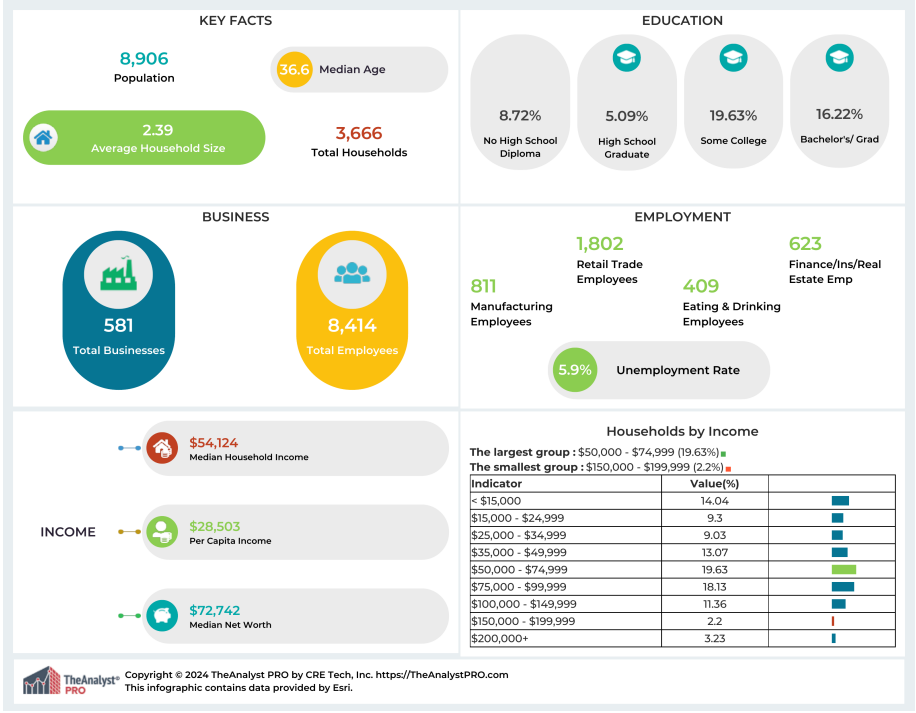 KEY FACTS
8,906
Population
36.6
Median Age
2.39
Average Household Size
3,666
Total Households
EDUCATION
8.72%
No High School
Diploma
5.09%
High School
Graduate
19.63%
Some College
16.22%
Bachelor's/ Grad
BUSINESS
581
Total Businesses
8,414
Total Employees
EMPLOYMENT
811
Manufacturing
Employees
1,802
Retail Trade
Employees
409
Eating & Drinking
Employees
623
Finance/Ins/Real
Estate Emp
5.9%
Unemployment Rate
INCOME
$54,124
Median Household Income
$28,503
Per Capita Income
$72,742
Median Net Worth
Households by Income
The largest group : $50,000 - $74,999 (19.63%)
The smallest group : $150,000 - $199,999 (2.2%)
Indicator Value(%)
< $15,000 14.04
$15,000 - $24,999 9.3
$25,000 - $34,999 9.03
$35,000 - $49,999 13.07
$50,000 - $74,999 19.63
$75,000 - $99,999 18.13
$100,000 - $149,999 11.36
$150,000 - $199,999 2.2
$200,000+ 3.23
TheAnalyst®
PRO
Copyright © 2024 TheAnalyst PRO by CRE Tech, Inc. https://TheAnalystPRO.com
This infographic contains data provided by Esri.